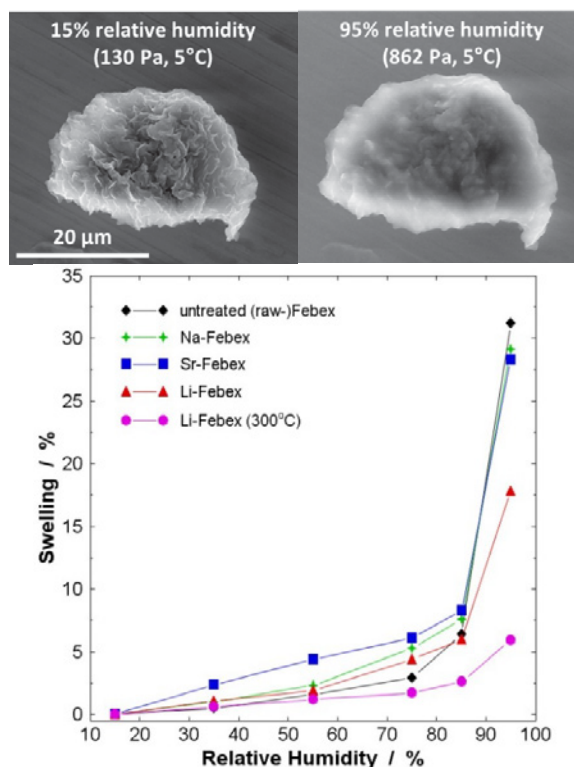 15% relative humidity
(130 Pa, 5°C)
95% relative humidity
(862 Pa, 5°C)
20 µm
35
30
25
20
15
10
5
0
Swelling / %
untreated (raw-)Febex
Na-Febex
Sr-Febex
Li-Febex
Li-Febex (300⁰C)
10 20 30 40 50 60 70 80 90 100
Relative Humidity / %